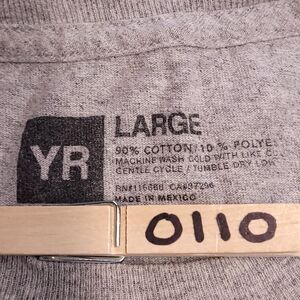 YR
LARGE
90% COTTON/10 % POLYE
MACHINE WASH COLD WITH LIKE C
GENTLE CYCLE / TUMBLE DRY LOW
MADE IN MEXICO
0110